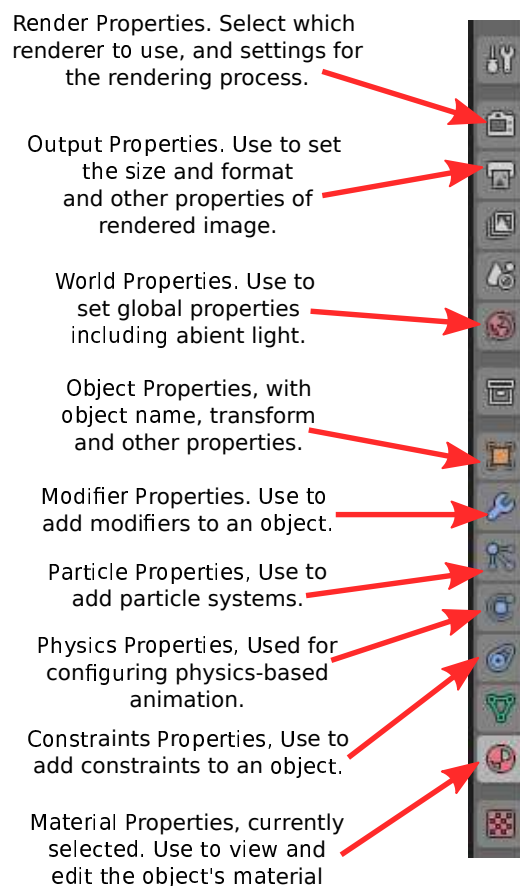 Render Properties. Select which
renderer to use, and settings for
the rendering process.
Output Properties. Use to set
the size and format
and other properties of
rendered image.
World Properties. Use to
set global properties
including abient light.
Object Properties, with
object name, transform
and other properties.
Modifier Properties. Use to
add modifiers to an object.
Particle Properties, Use to
add particle systems.
Physics Properties, Used for
configuring physics-based
animation.
Constraints Properties, Use to
add constraints to an object.
Material Properties, currently
selected. Use to view and
edit the object's material